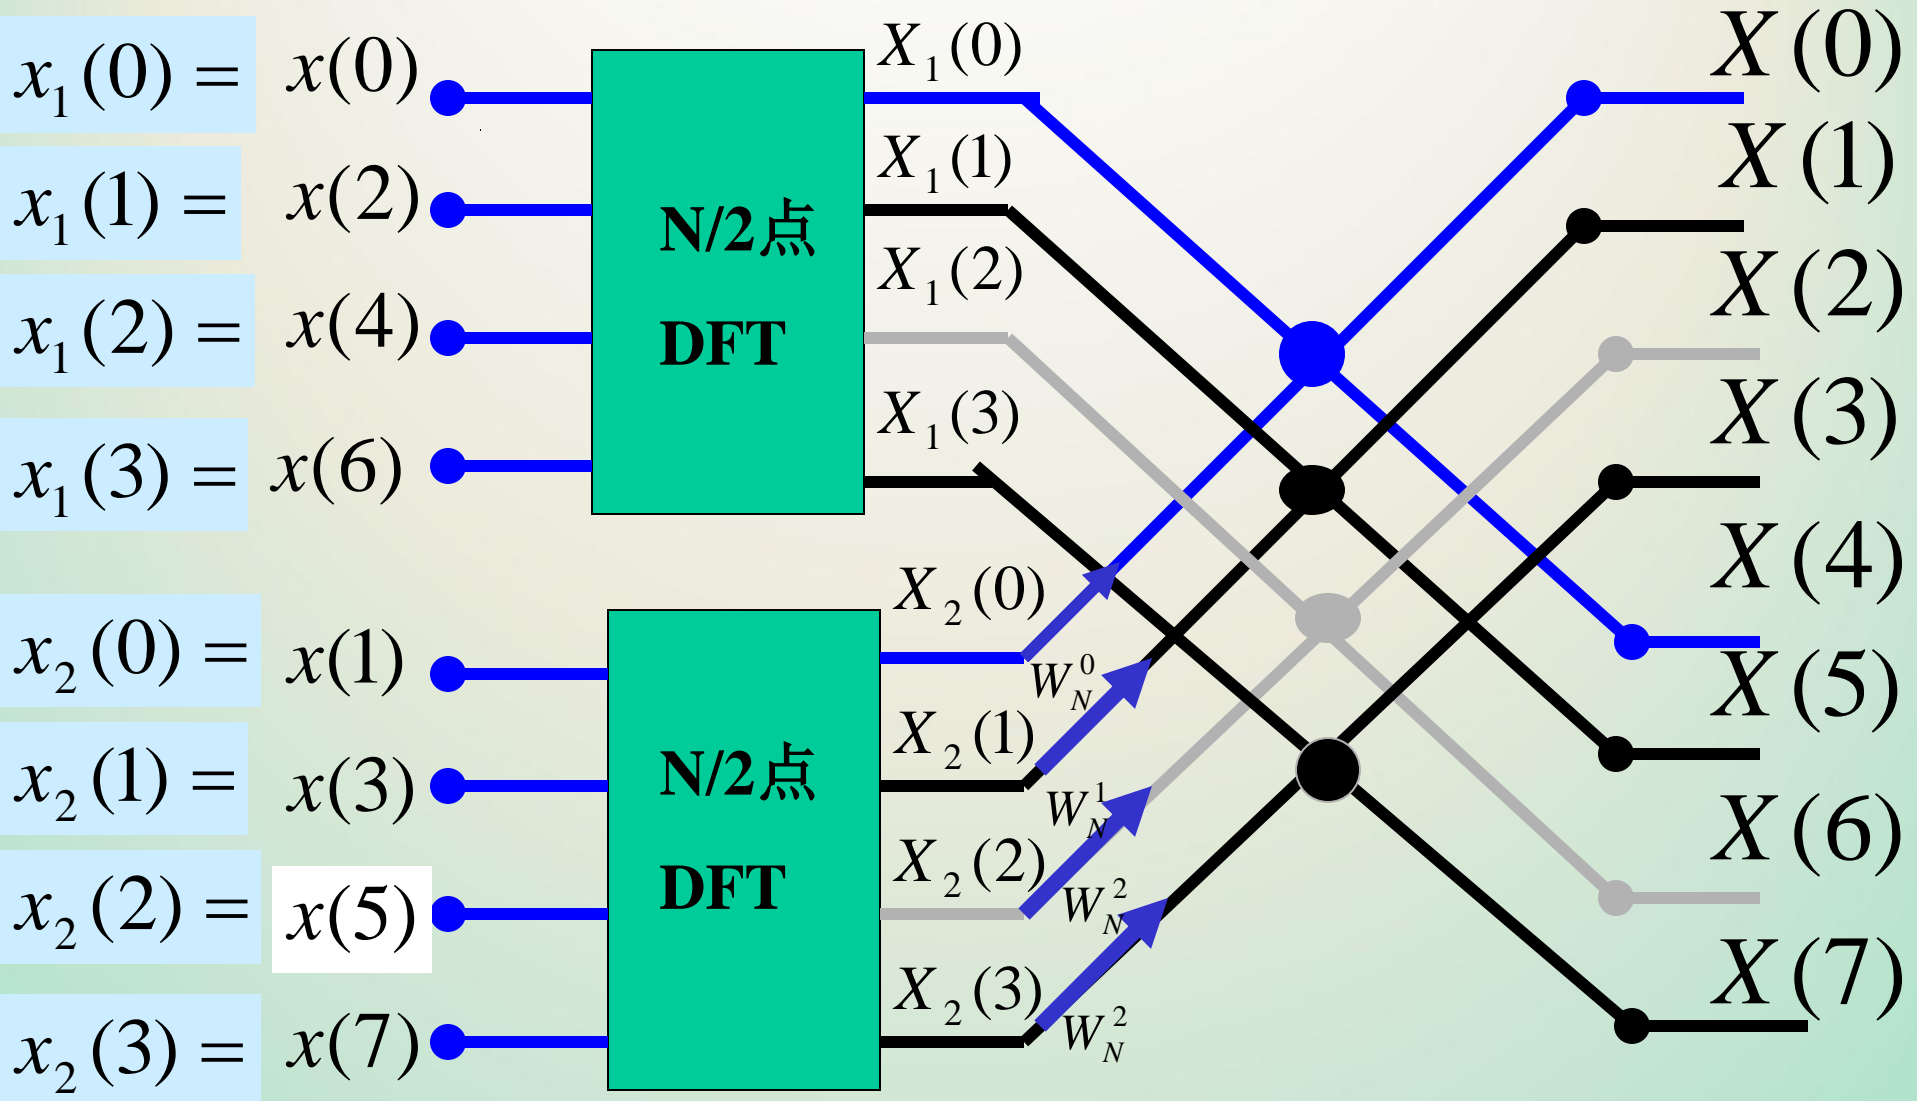 x₁(0) = x(0)
x₁(1) = x(2)
x₁(2) = x(4)
x₁(3) = x(6)
x₂(0) = x(1)
x₂(1) = x(3)
x₂(2) = x(5)
x₂(3) = x(7)
N/2点
DFT
N/2点
DFT
X₁(0)
X₁(1)
X₁(2)
X₁(3)
X₂(0)
X₂(1)
X₂(2)
X₂(3)
W_N^0
W_N^1
W_N^2
W_N^2
X(0)
X(1)
X(2)
X(3)
X(4)
X(5)
X(6)
X(7)